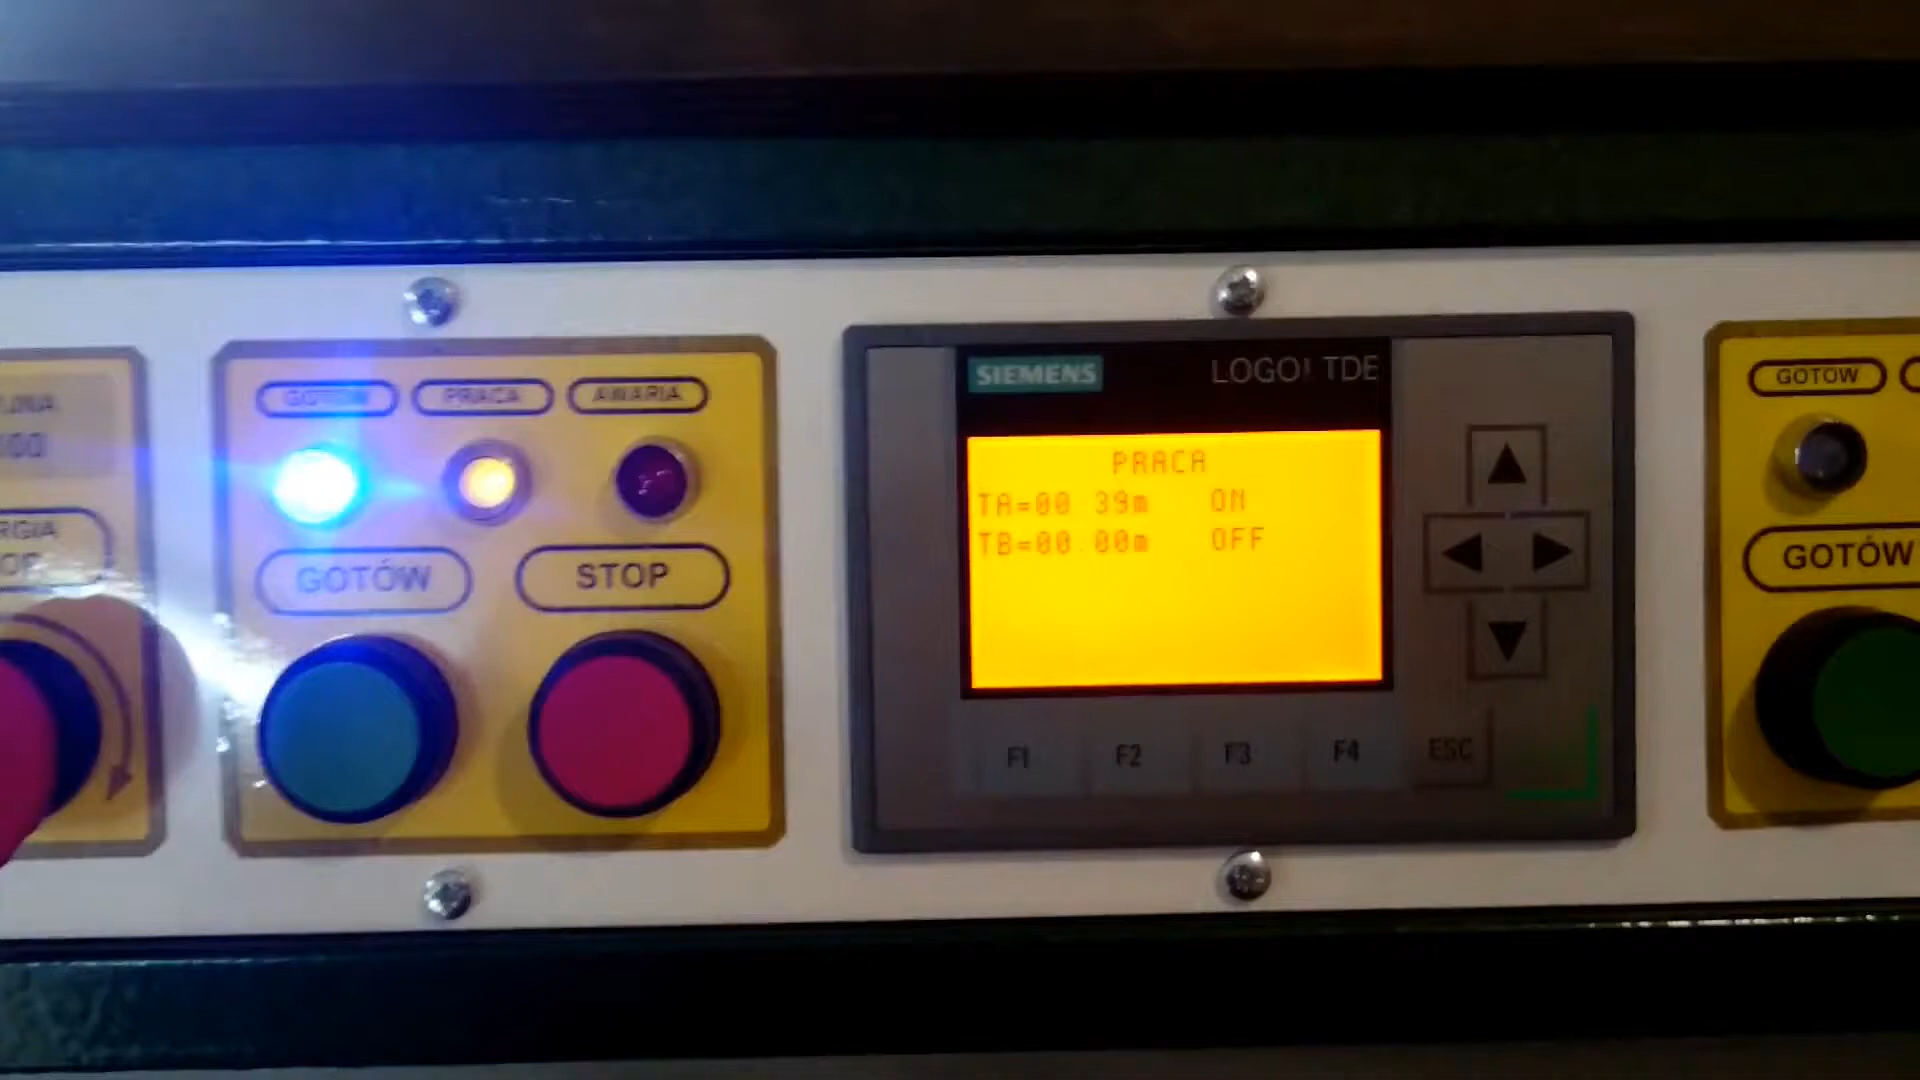 GOTOW
PRACA
AWARIA
GOTÓW
STOP
SIEMENS
LOGO! TDE
PRACA
TA=00 39m ON
TB=00.00m OFF
F1
F2
F3
F4
ESC
GOTOW
GOTÓW